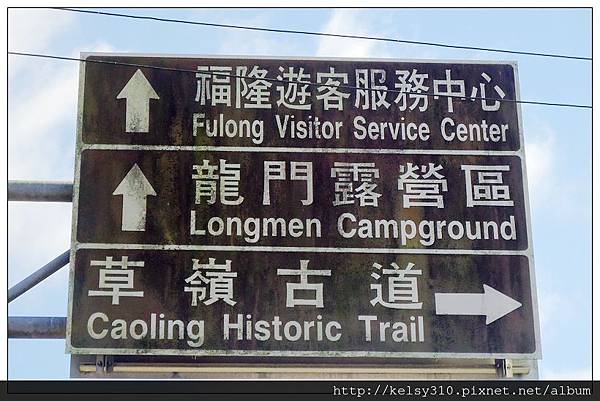 福隆遊客服務中心
Fulong Visitor Service Center
龍門露營區
Longmen Campground
草嶺古道
Caoling Historic Trail
http://kelsy310.pixnet.net/album